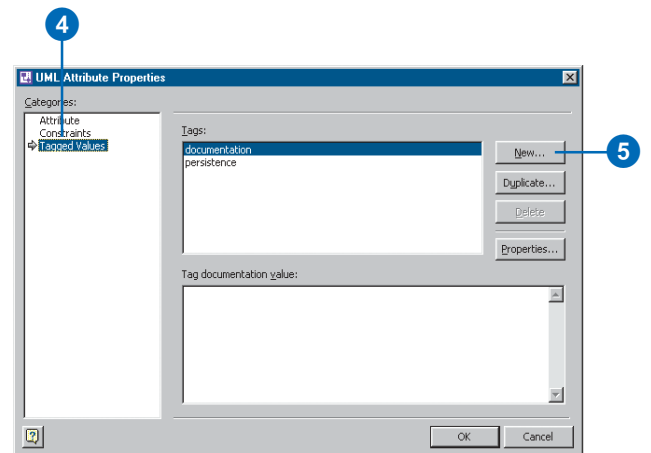 4
UML Attribute Properties
Categories:
Attribute
Constraints
Tagged Values
Tags:
documentation
persistence
New...
5
Duplicate...
Delete
Properties...
Tag documentation value:
OK
Cancel